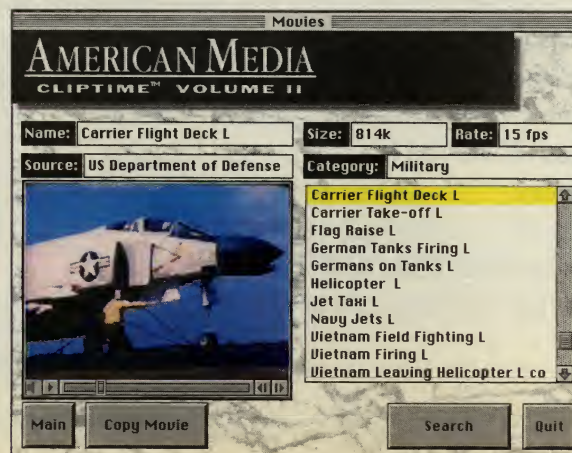 Movies
AMERICAN MEDIA
CLIPTIME™ VOLUME II
Name: Carrier Flight Deck L
Size: 814k
Rate: 15 fps
Source: US Department of Defense
Category: Military
Carrier Flight Deck L
Carrier Take-off L
Flag Raise L
German Tanks Firing L
Germans on Tanks L
Helicopter L
Jet Taxi L
Navy Jets L
Vietnam Field Fighting L
Vietnam Firing L
Vietnam Leaving Helicopter L co
Main
Copy Movie
Search
Quit